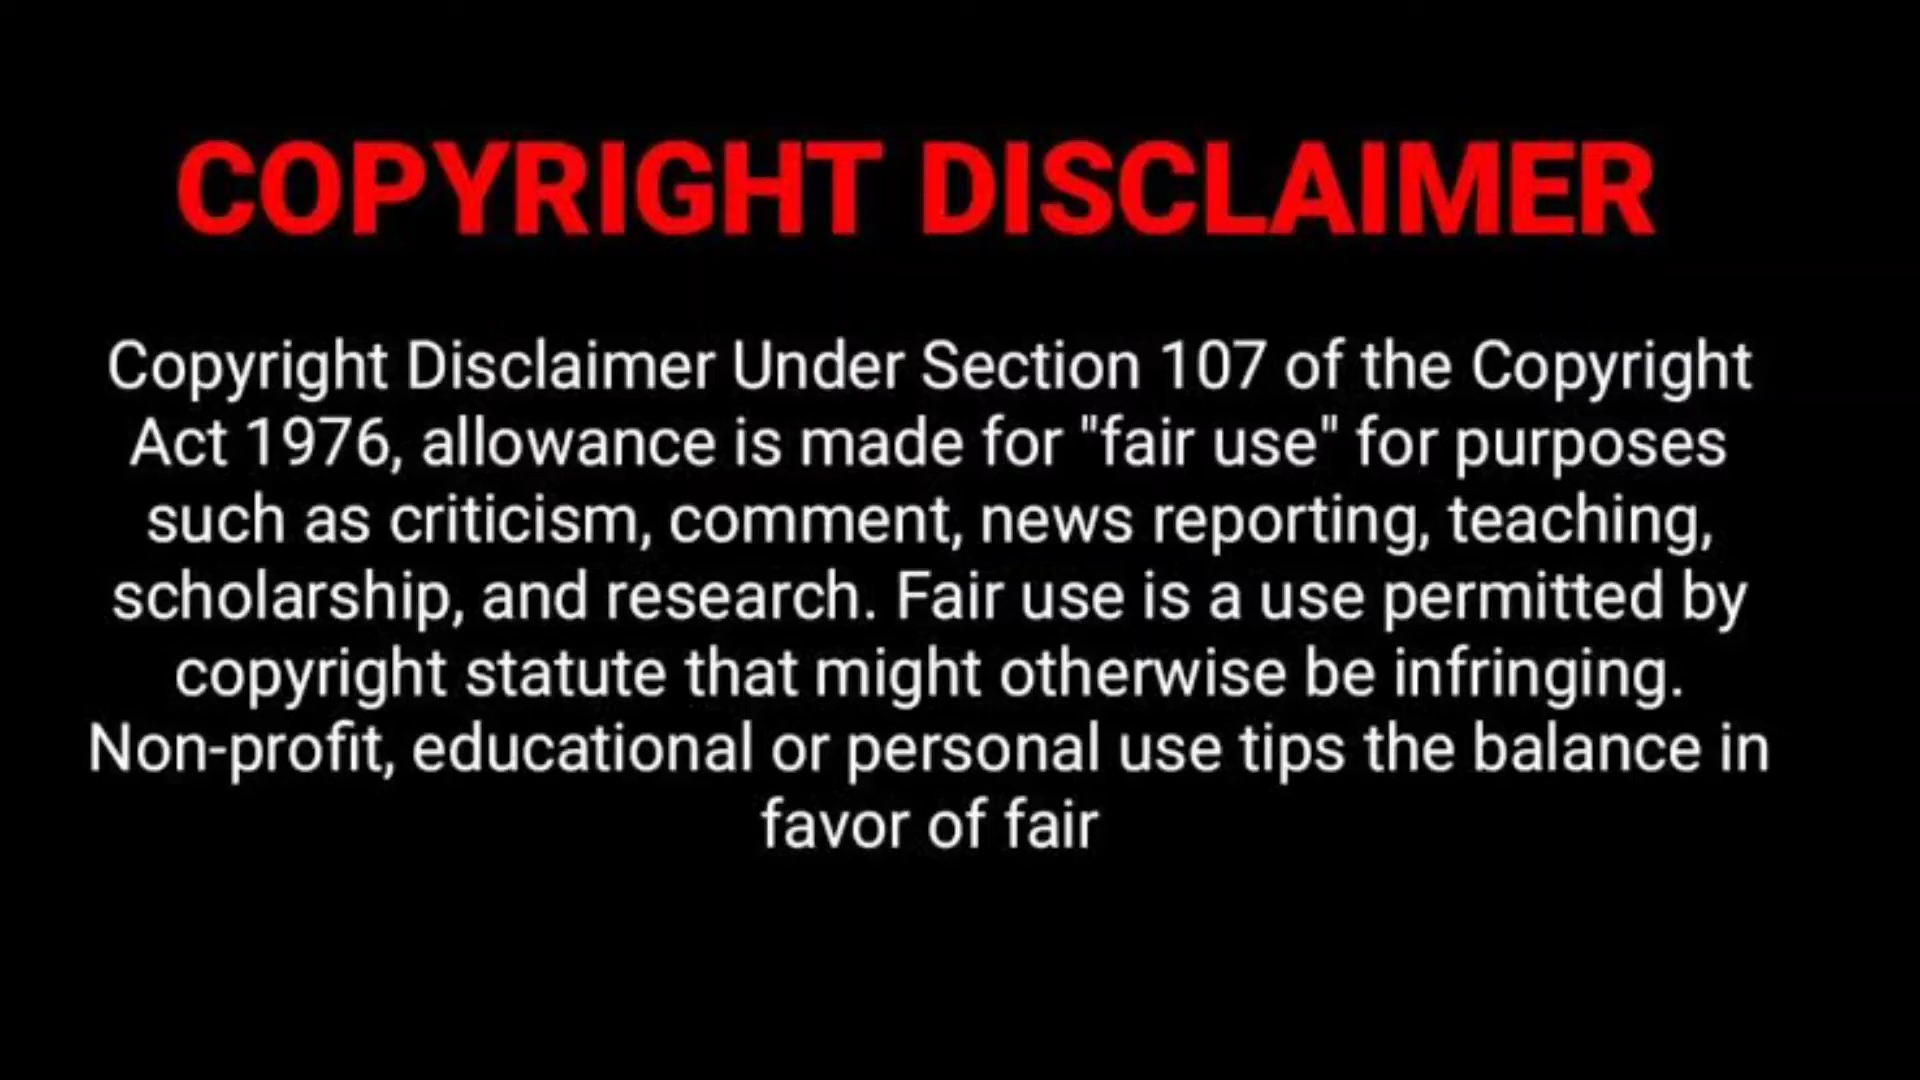 COPYRIGHT DISCLAIMER
Copyright Disclaimer Under Section 107 of the Copyright
Act 1976, allowance is made for "fair use" for purposes
such as criticism, comment, news reporting, teaching,
scholarship, and research. Fair use is a use permitted by
copyright statute that might otherwise be infringing.
Non-profit, educational or personal use tips the balance in
favor of fair